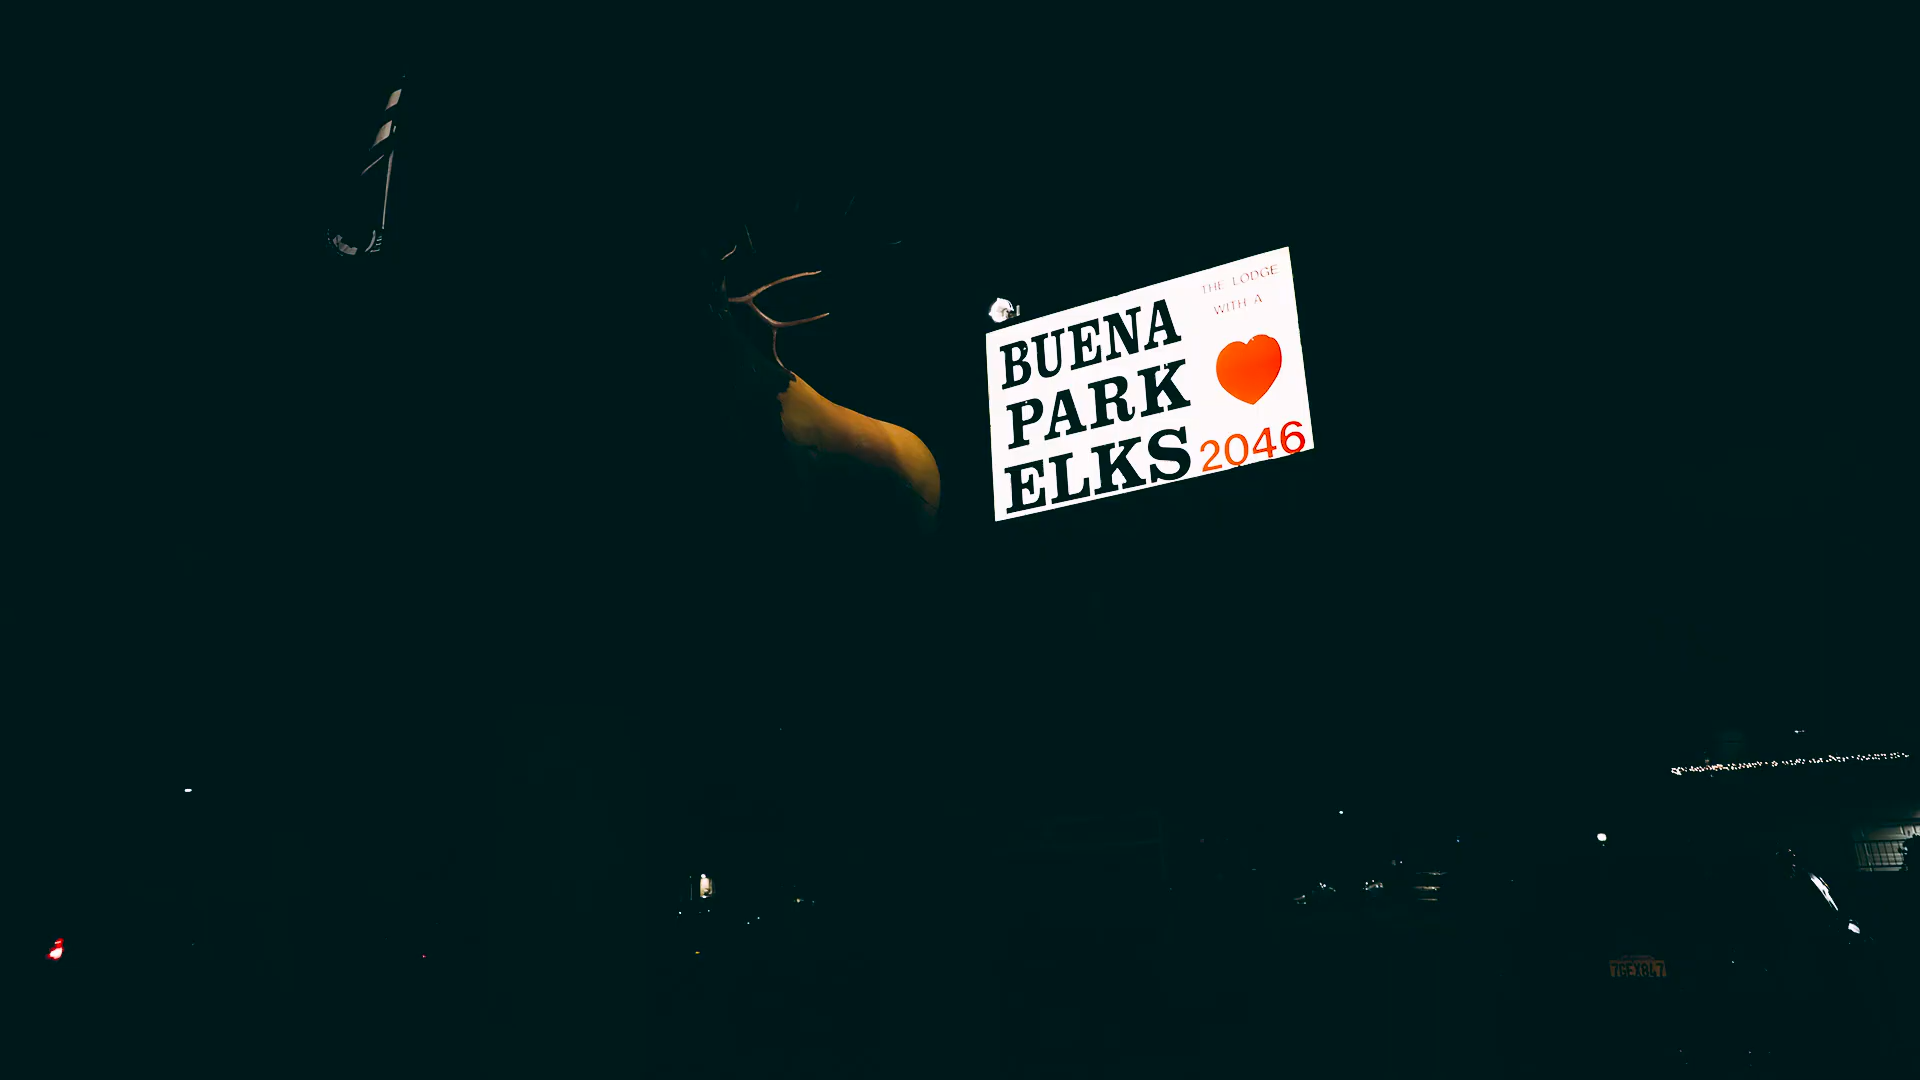 BUENA
PARK
ELKS
THE LODGE
WITH A
2046